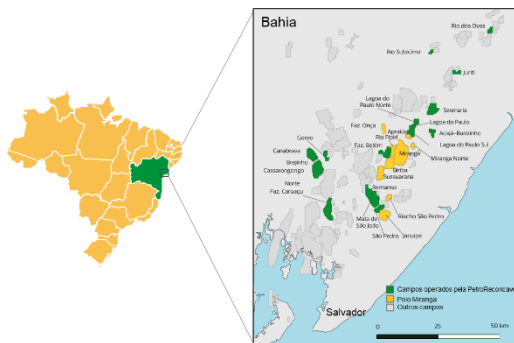 Bahia
Rio dos Ovos
Rio Subaúma
Juriti
Lagoa do
Paulo Norte
Sesmaria
Faz. Onça
Lagoa do Paulo
Apraiús
Acajá-Burizinho
Rio Pipiri
Gomo
Faz. Belém
Lagoa do Paulo Sul
Canabrava
Miranga
Miranga Norte
Brejinho
Cassarongongo
Biriba
Sussuarana
Norte
Faz. Caruaçu
Remanso
Riacho São Pedro
Mata de
São João
Jacuípe
São Pedro
Campos operados pela PetroReconcavo
Polo Miranga
Outros campos
Salvador
0
25
50 km